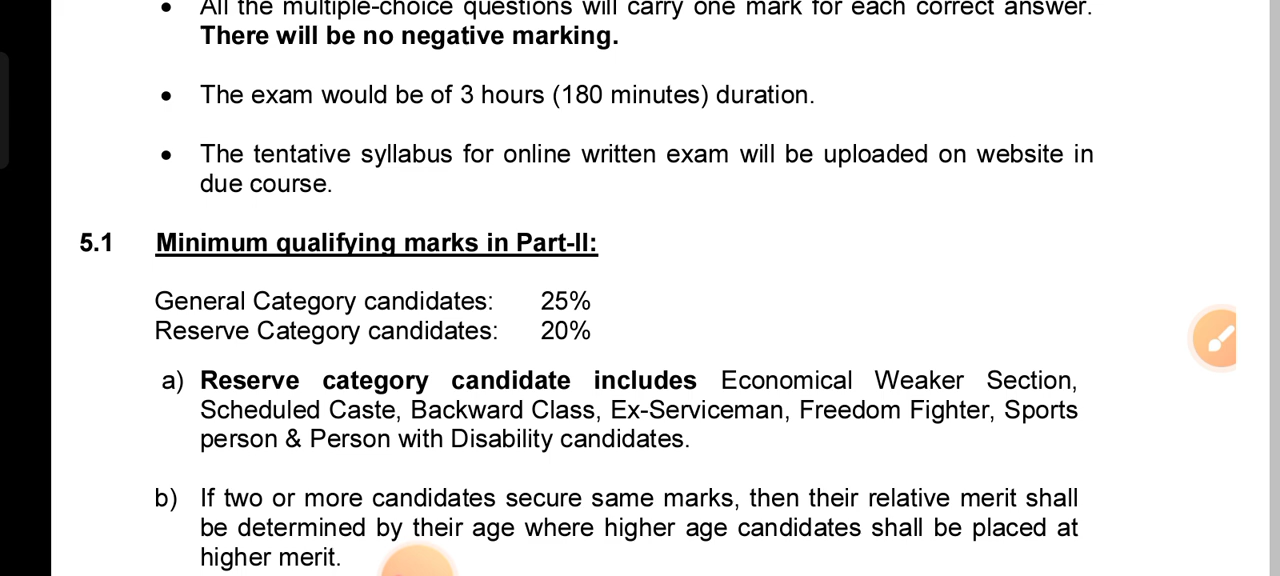 • All the multiple-choice questions will carry one mark for each correct answer.
There will be no negative marking.
• The exam would be of 3 hours (180 minutes) duration.
• The tentative syllabus for online written exam will be uploaded on website in
due course.
5.1 Minimum qualifying marks in Part-II:
General Category candidates: 25%
Reserve Category candidates: 20%
a) Reserve category candidate includes Economical Weaker Section,
Scheduled Caste, Backward Class, Ex-Serviceman, Freedom Fighter, Sports
person & Person with Disability candidates.
b) If two or more candidates secure same marks, then their relative merit shall
be determined by their age where higher age candidates shall be placed at
higher merit.